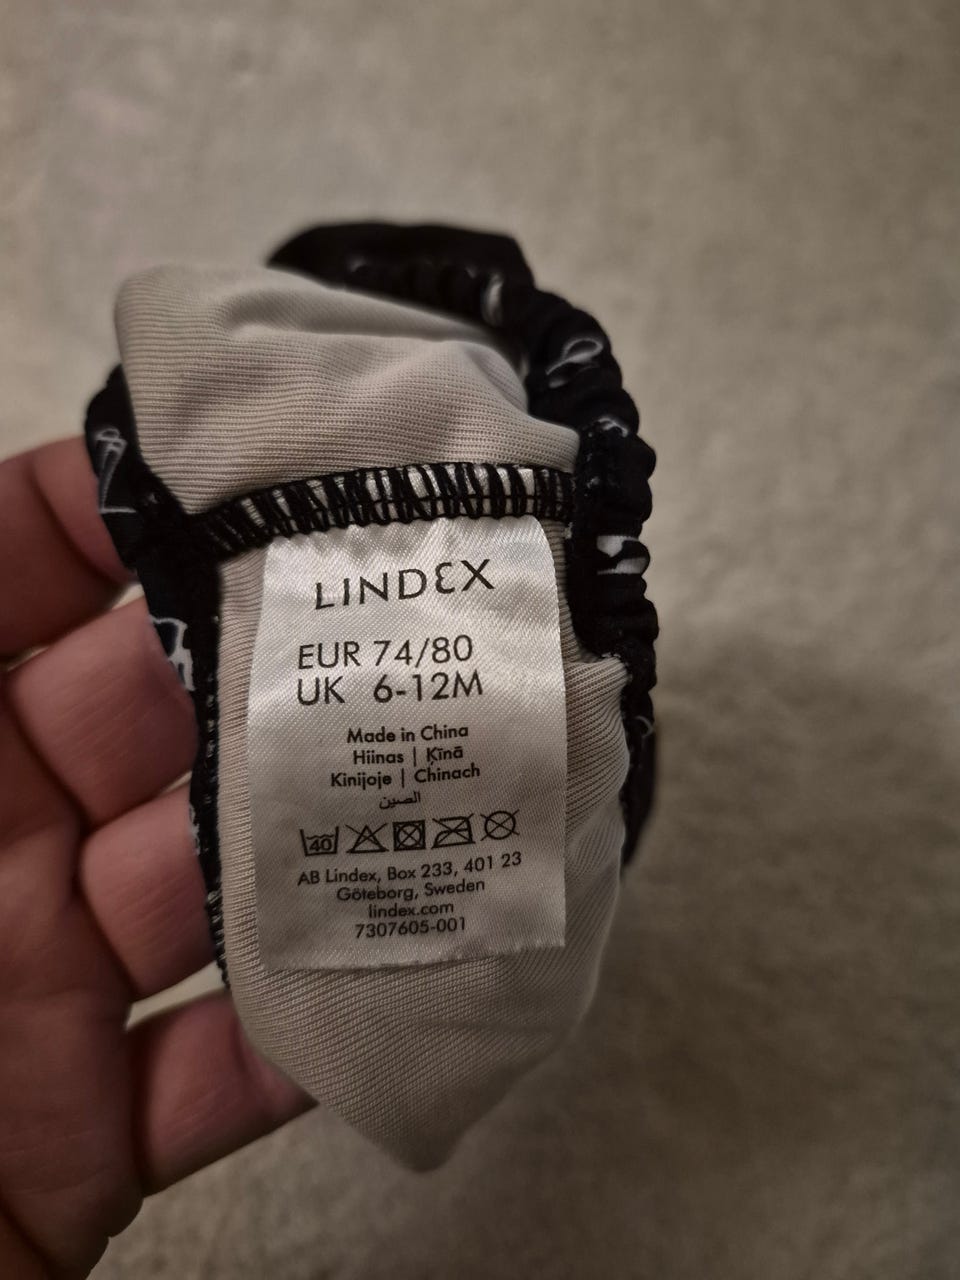 LINDEX
EUR 74/80
UK 6-12M
Made in China
Hiinas | Ķīnā
Kinijoje | Chinach
الصين
40
AB Lindex, Box 233, 401 23
Göteborg, Sweden
lindex.com
7307605-001